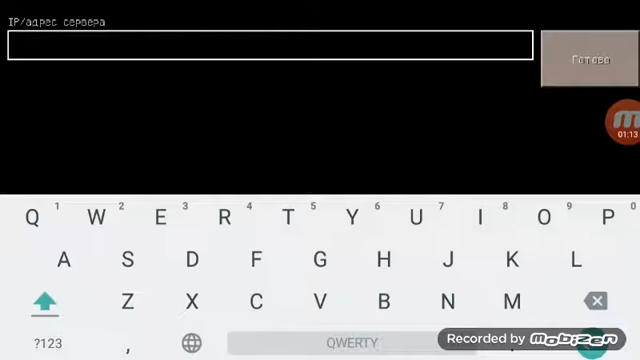 IP/адрес сервера
Готово
01:13
Q 1 W 2 E 3 R 4 T 5 Y 6 U 7 I 8 O 9 P 0
A S D F G H J K L
Z X C V B N M
?123 , QWERTY
Recorded by mobizen